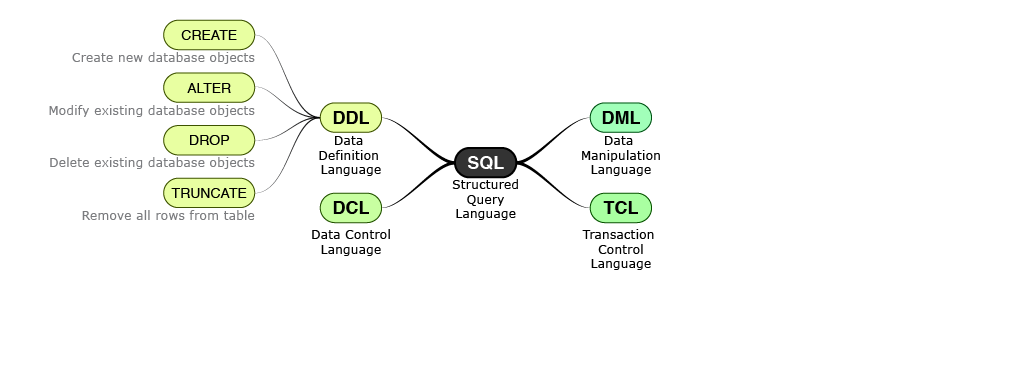 CREATE
Create new database objects
ALTER
Modify existing database objects
DROP
Delete existing database objects
TRUNCATE
Remove all rows from table
DDL
Data
Definition
Language
DCL
Data Control
Language
SQL
Structured
Query
Language
DML
Data
Manipulation
Language
TCL
Transaction
Control
Language